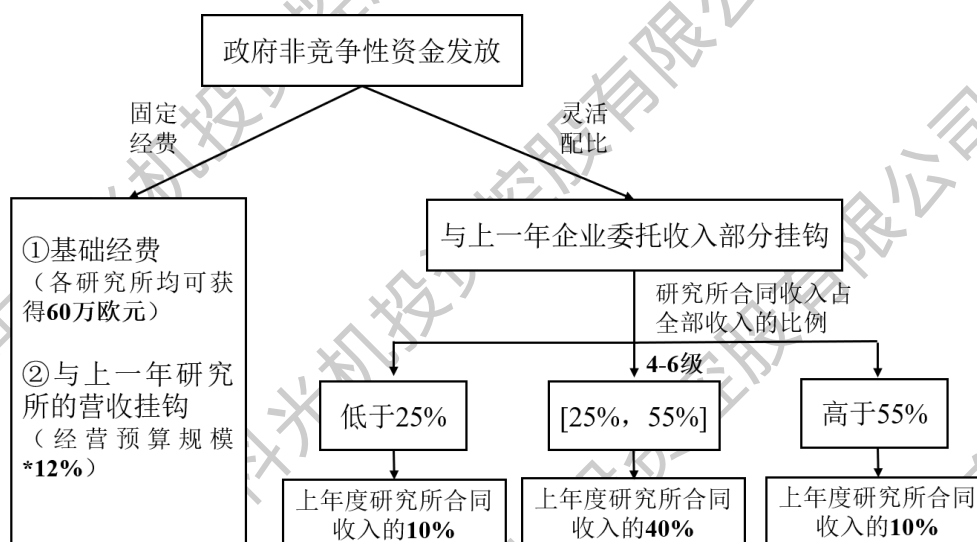 政府非竞争性资金发放
固定
经费
灵活
配比
①基础经费
（各研究所均可获
得60万欧元）
②与上一年研究
所的营收挂钩
（经营预算规模
*12%）
与上一年企业委托收入部分挂钩
研究所合同收入占
全部收入的比例
4-6级
低于25%
[25%，55%]
高于55%
上年度研究所合同
收入的10%
上年度研究所合同
收入的40%
上年度研究所合同
收入的10%